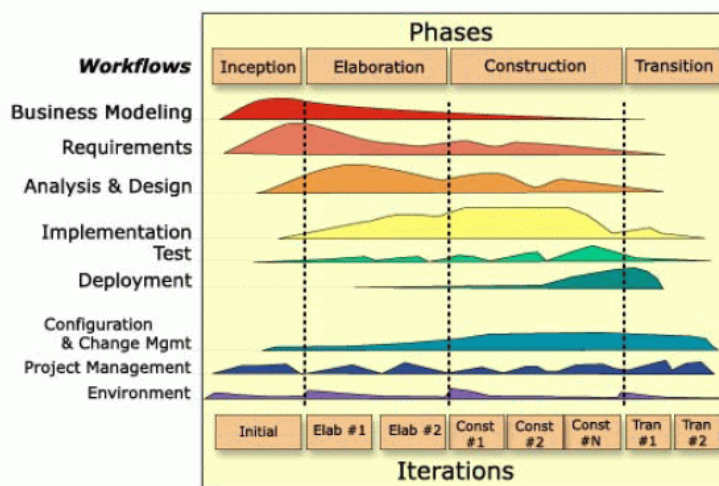 Phases
Workflows
Inception
Elaboration
Construction
Transition
Business Modeling
Requirements
Analysis & Design
Implementation
Test
Deployment
Configuration
& Change Mgmt
Project Management
Environment
Initial
Elab #1
Elab #2
Const
#1
Const
#2
Const
#N
Tran
#1
Tran
#2
Iterations